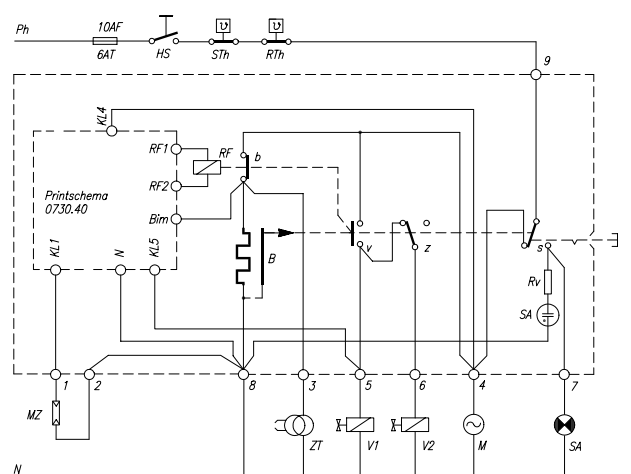 Ph
10AF
6AT
HS
STh
RTh
9
KL4
RF1
RF
b
RF2
Printschema
0730.40
Bim
KL1
N
KL5
B
v
z
s
Rv
SA
1
2
8
3
5
6
4
7
MZ
ZT
V1
V2
M
SA
N